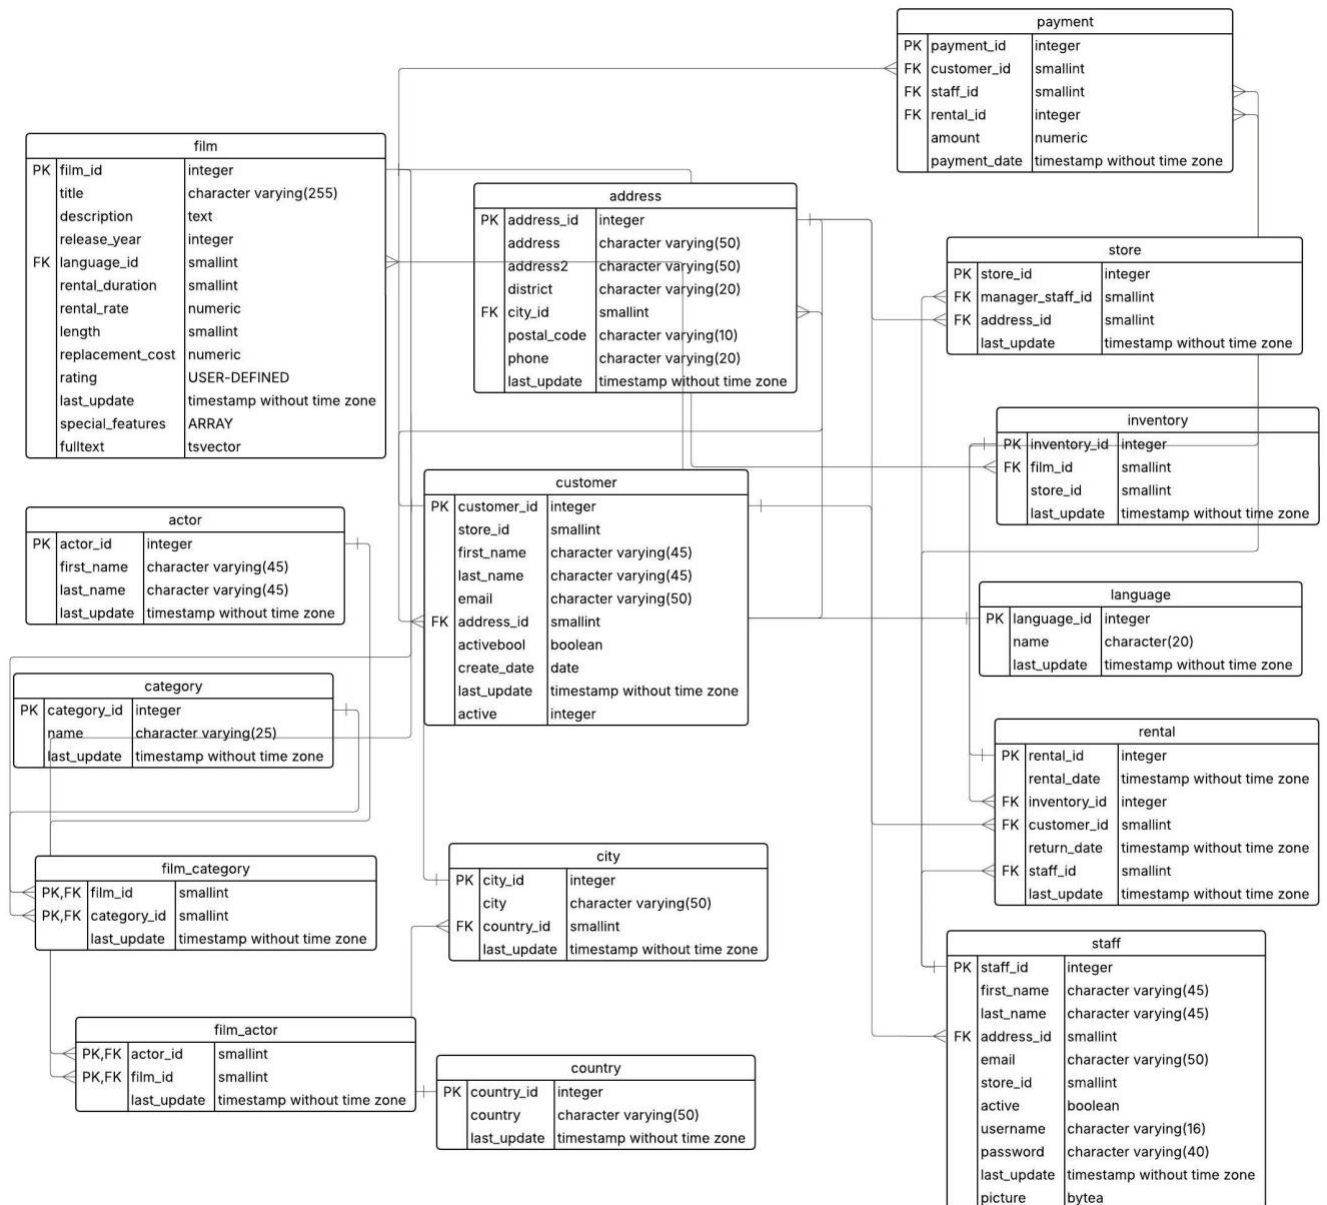 payment
PK payment_id integer
FK customer_id smallint
FK staff_id smallint
FK rental_id integer
amount numeric
payment_date timestamp without time zone
film
PK film_id integer
title character varying(255)
description text
release_year integer
FK language_id smallint
rental_duration smallint
rental_rate numeric
length smallint
replacement_cost numeric
rating USER-DEFINED
last_update timestamp without time zone
special_features ARRAY
fulltext tsvector
address
PK address_id integer
address character varying(50)
address2 character varying(50)
district character varying(20)
FK city_id smallint
postal_code character varying(10)
phone character varying(20)
last_update timestamp without time zone
store
PK store_id integer
FK manager_staff_id smallint
FK address_id smallint
last_update timestamp without time zone
inventory
PK inventory_id integer
FK film_id smallint
store_id smallint
last_update timestamp without time zone
customer
PK customer_id integer
store_id smallint
first_name character varying(45)
last_name character varying(45)
email character varying(50)
FK address_id smallint
activebool boolean
create_date date
last_update timestamp without time zone
active integer
actor
PK actor_id integer
first_name character varying(45)
last_name character varying(45)
last_update timestamp without time zone
language
PK language_id integer
name character(20)
last_update timestamp without time zone
category
PK category_id integer
name character varying(25)
last_update timestamp without time zone
rental
PK rental_id integer
rental_date timestamp without time zone
FK inventory_id integer
FK customer_id smallint
return_date timestamp without time zone
FK staff_id smallint
last_update timestamp without time zone
film_category
PK,FK film_id smallint
PK,FK category_id smallint
last_update timestamp without time zone
city
PK city_id integer
city character varying(50)
FK country_id smallint
last_update timestamp without time zone
staff
PK staff_id integer
first_name character varying(45)
last_name character varying(45)
FK address_id smallint
email character varying(50)
store_id smallint
active boolean
username character varying(16)
password character varying(40)
last_update timestamp without time zone
picture bytea
film_actor
PK,FK actor_id smallint
PK,FK film_id smallint
last_update timestamp without time zone
country
PK country_id integer
country character varying(50)
last_update timestamp without time zone